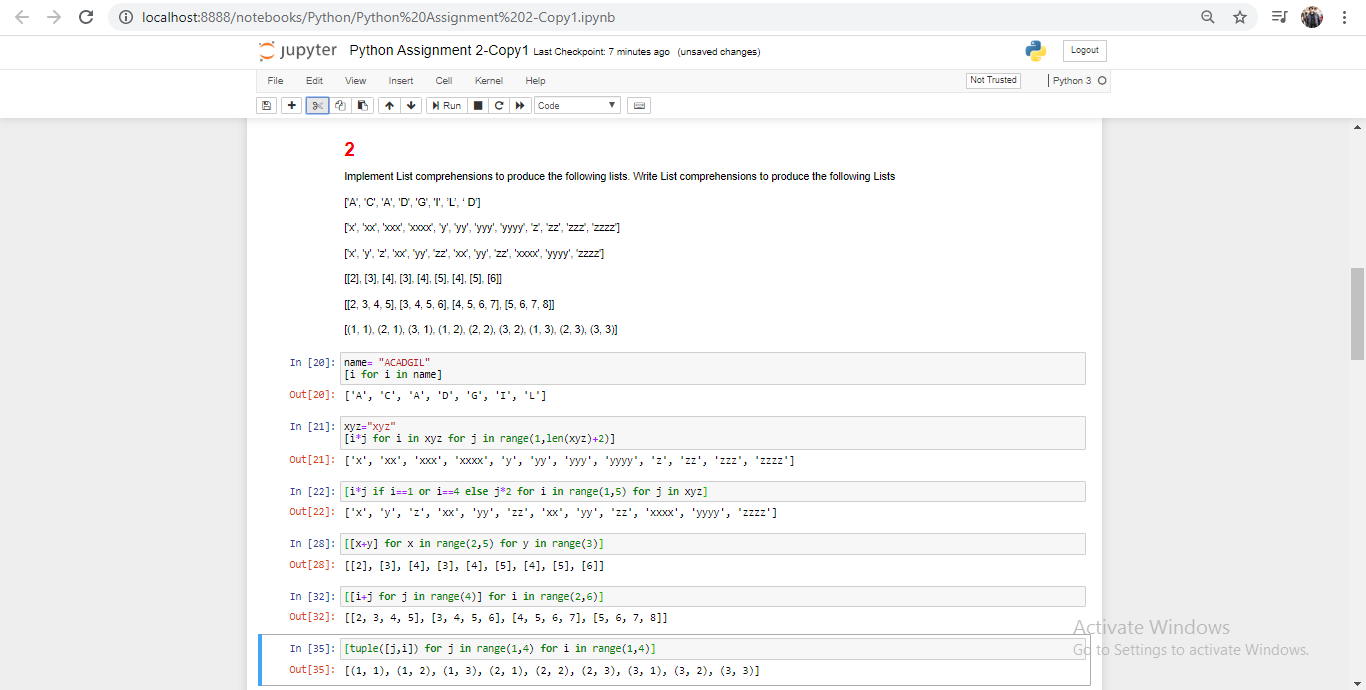 localhost:8888/notebooks/Python/Python%20Assignment%202-Copy1.ipynb
jupyter Python Assignment 2-Copy1 Last Checkpoint: 7 minutes ago (unsaved changes)
Logout
File Edit View Insert Cell Kernel Help
Not Trusted
Python 3
Run
Code
2
Implement List comprehensions to produce the following lists. Write List comprehensions to produce the following Lists
['A', 'C', 'A', 'D', 'G', 'I', ’L’, ‘ D’]
['x', 'xx', 'xxx', 'xxxx', 'y', 'yy', 'yyy', 'yyyy', 'z', 'zz', 'zzz', 'zzzz']
['x', 'y', 'z', 'xx', 'yy', 'zz', 'xx', 'yy', 'zz', 'xxxx', 'yyyy', 'zzzz']
[[2], [3], [4], [3], [4], [5], [4], [5], [6]]
[[2, 3, 4, 5], [3, 4, 5, 6], [4, 5, 6, 7], [5, 6, 7, 8]]
[(1, 1), (2, 1), (3, 1), (1, 2), (2, 2), (3, 2), (1, 3), (2, 3), (3, 3)]
In [20]: name= "ACADGIL"
[i for i in name]
Out[20]: ['A', 'C', 'A', 'D', 'G', 'I', 'L']
In [21]: xyz="xyz"
[i*j for i in xyz for j in range(1,len(xyz)+2)]
Out[21]: ['x', 'xx', 'xxx', 'xxxx', 'y', 'yy', 'yyy', 'yyyy', 'z', 'zz', 'zzz', 'zzzz']
In [22]: [i*j if i==1 or i==4 else j*2 for i in range(1,5) for j in xyz]
Out[22]: ['x', 'y', 'z', 'xx', 'yy', 'zz', 'xx', 'yy', 'zz', 'xxxx', 'yyyy', 'zzzz']
In [28]: [[x+y] for x in range(2,5) for y in range(3)]
Out[28]: [[2], [3], [4], [3], [4], [5], [4], [5], [6]]
In [32]: [[i+j for j in range(4)] for i in range(2,6)]
Out[32]: [[2, 3, 4, 5], [3, 4, 5, 6], [4, 5, 6, 7], [5, 6, 7, 8]]
In [35]: [tuple([j,i]) for j in range(1,4) for i in range(1,4)]
Out[35]: [(1, 1), (1, 2), (1, 3), (2, 1), (2, 2), (2, 3), (3, 1), (3, 2), (3, 3)]
Activate Windows
Go to Settings to activate Windows.